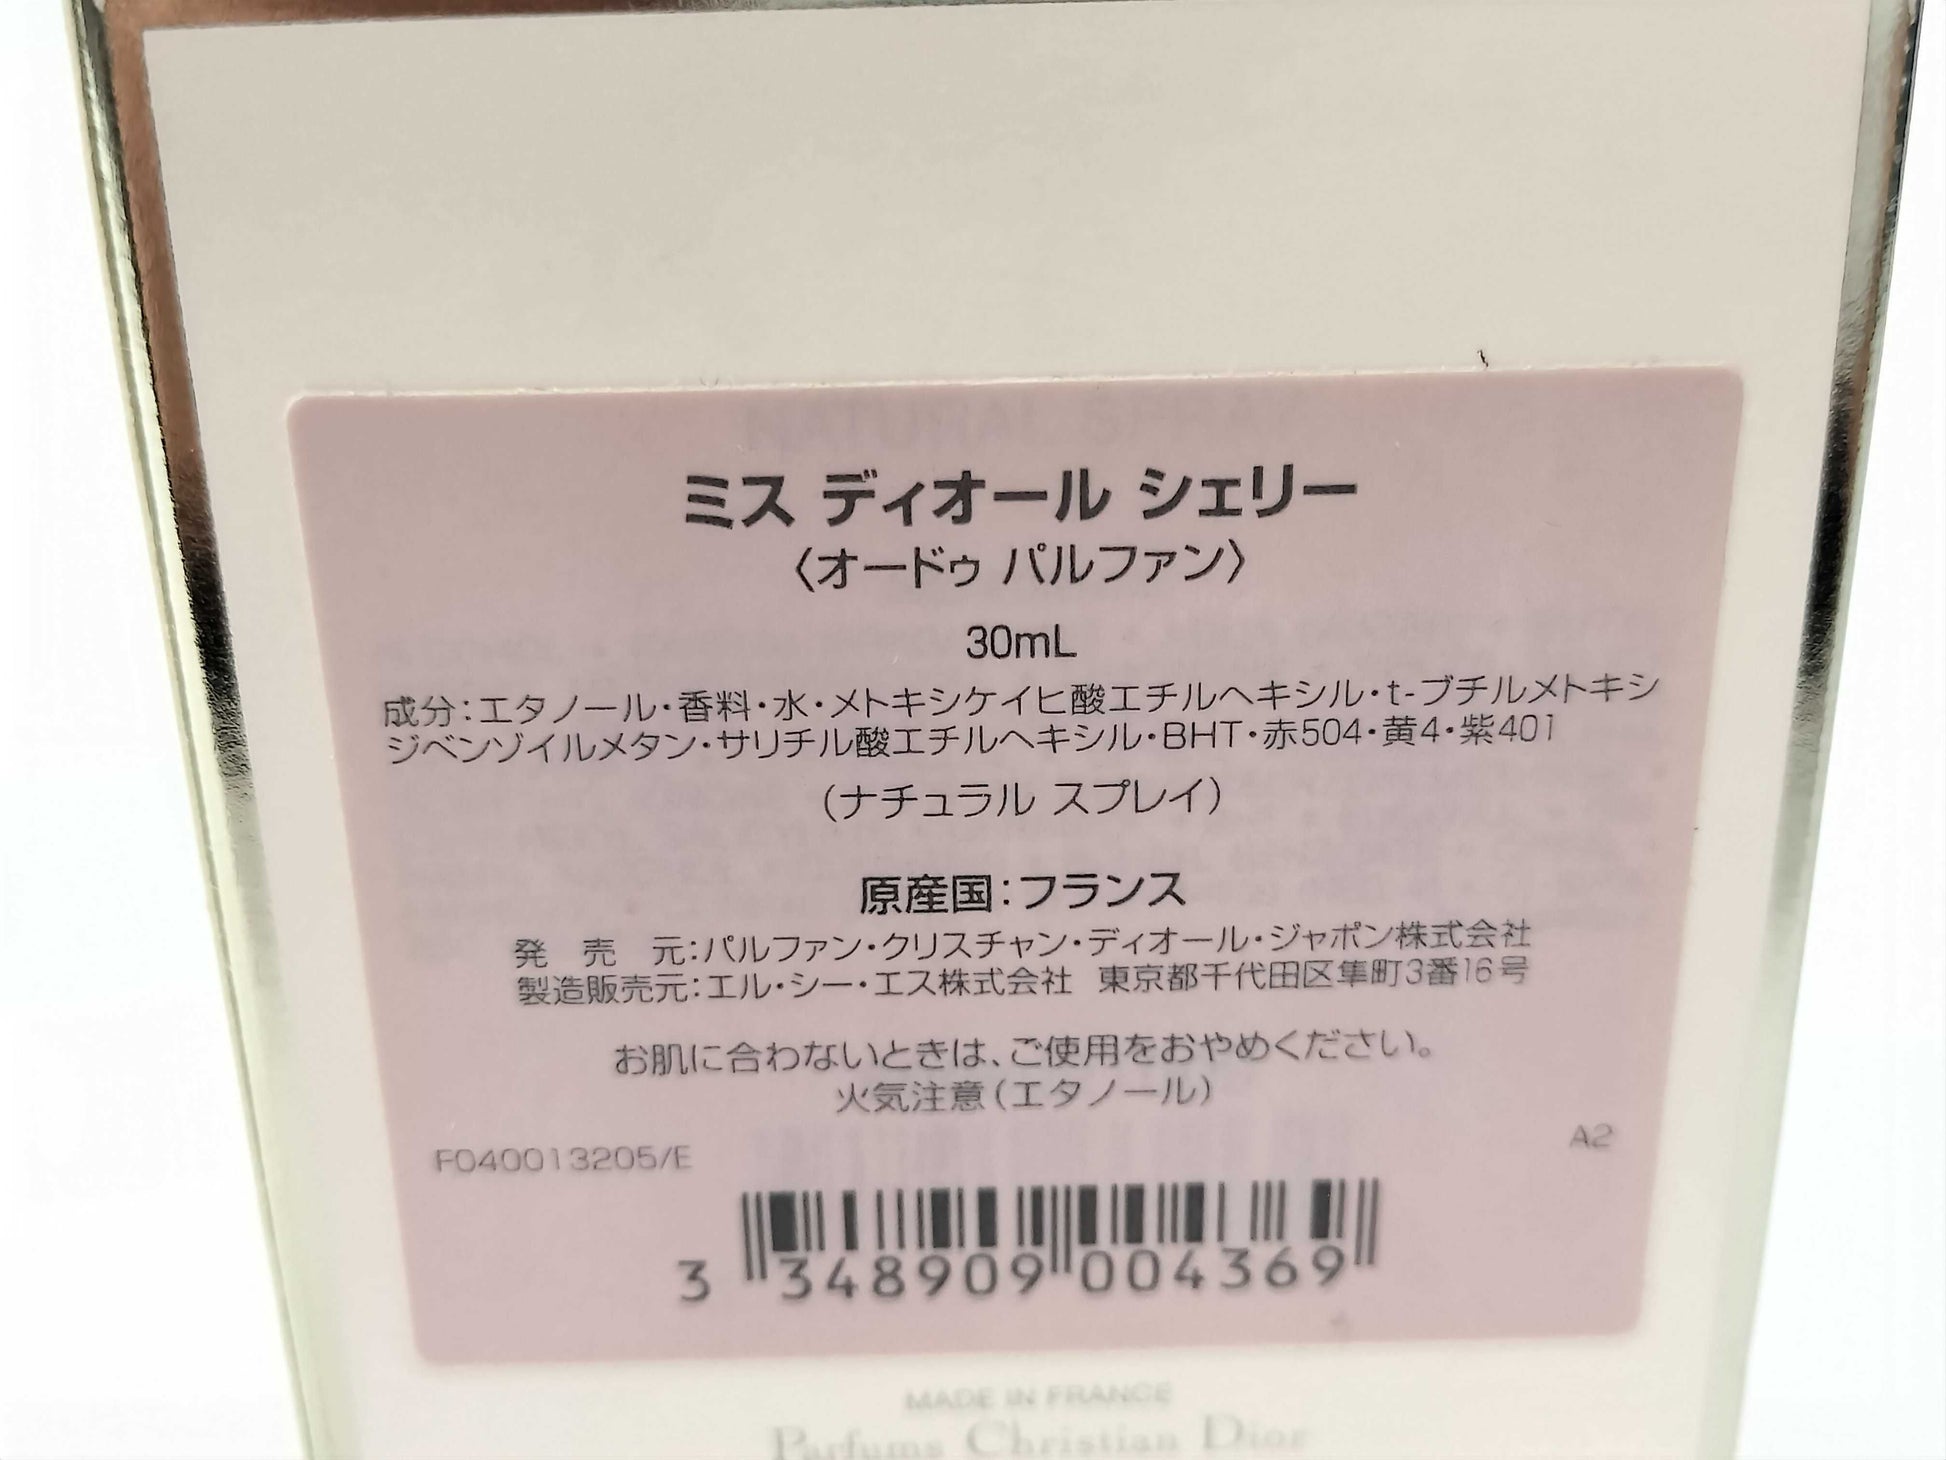 NATURAL SPRAY
ミス ディオール シェリー
〈オードゥ パルファン〉
30mL
成分：エタノール・香料・水・メトキシケイヒ酸エチルヘキシル・t-ブチルメトキシ
ジベンゾイルメタン・サリチル酸エチルヘキシル・BHT・赤504・黄4・紫401
（ナチュラル スプレイ）
原産国：フランス
発 売 元：パルファン・クリスチャン・ディオール・ジャポン株式会社
製造販売元：エル・シー・エス株式会社 東京都千代田区隼町3番16号
お肌に合わないときは、ご使用をおやめください。
火気注意（エタノール）
F040013205/E A2
3 348909 004369
MADE IN FRANCE
Parfums Christian Dior